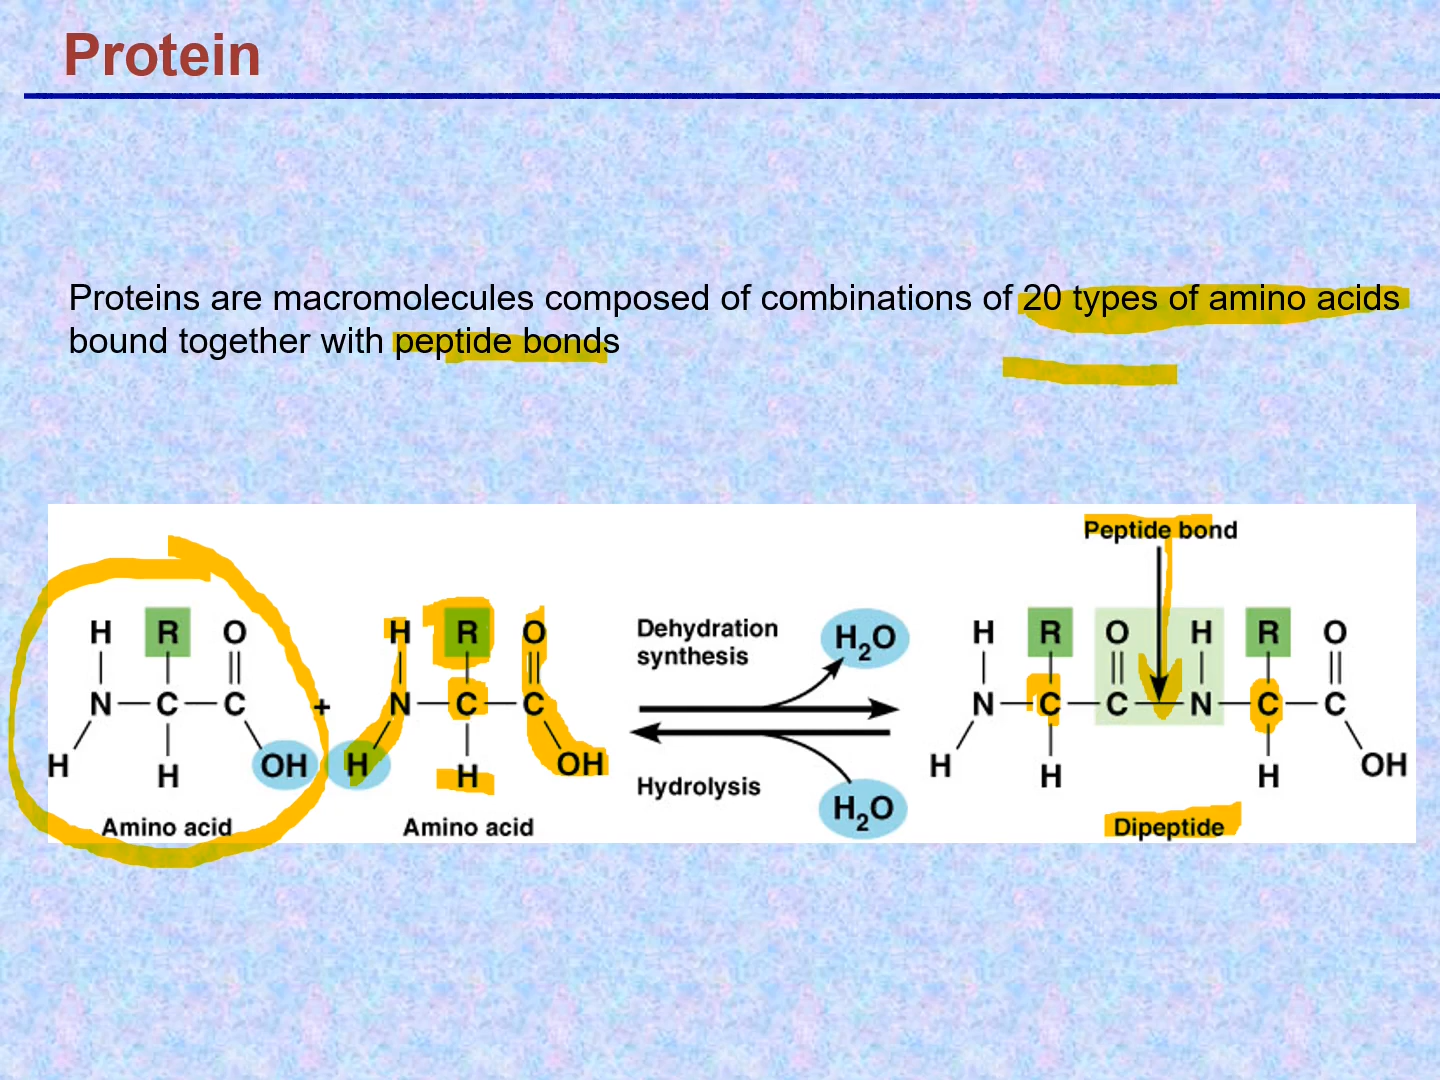 Protein
Proteins are macromolecules composed of combinations of 20 types of amino acids
bound together with peptide bonds
Peptide bond
H R O
H R O
Dehydration
synthesis
H₂O
H R O H R O
N C C
+
N C C
N C C N C C
H H OH
H H OH
Hydrolysis
H₂O
H H H OH
Amino acid
Amino acid
Dipeptide